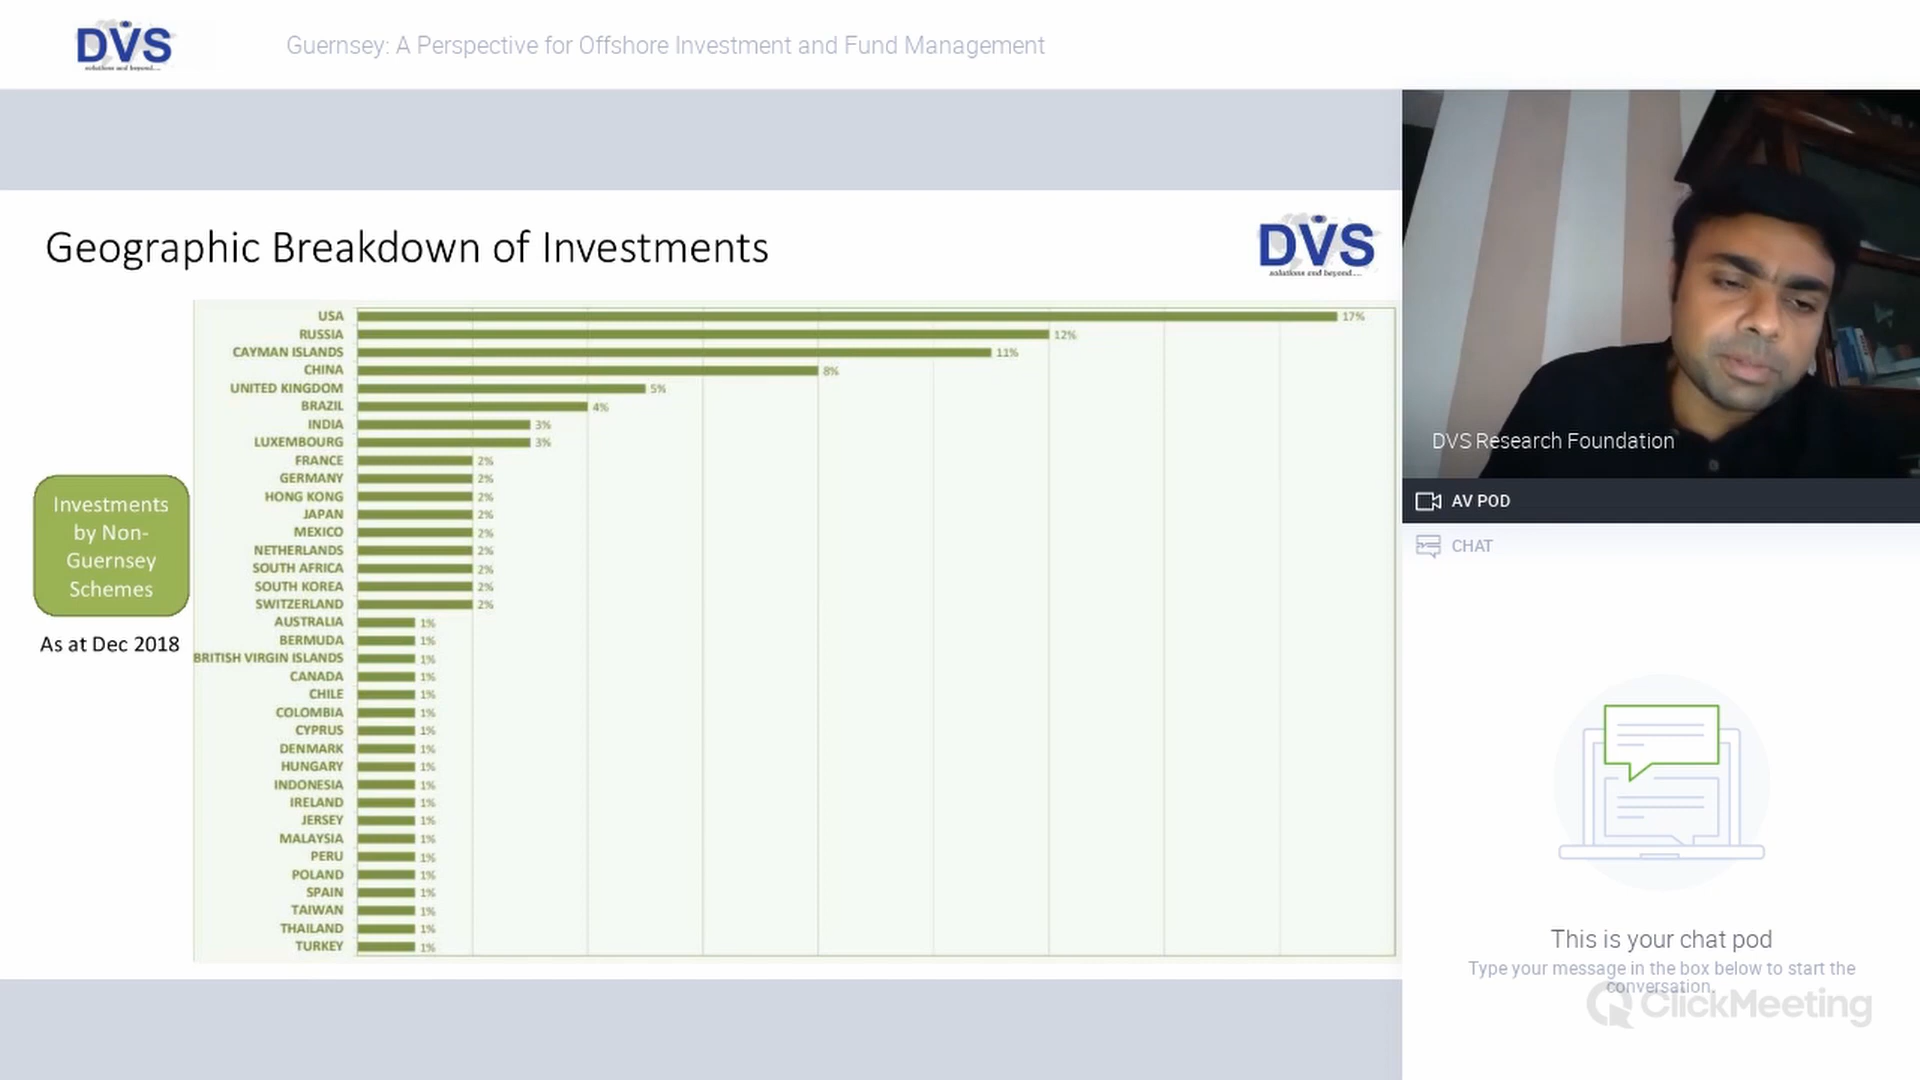 DVS
solutions and beyond....
Guernsey: A Perspective for Offshore Investment and Fund Management
Geographic Breakdown of Investments
DVS
solutions and beyond....
Investments
by Non-
Guernsey
Schemes
As at Dec 2018
USA 17%
RUSSIA 12%
CAYMAN ISLANDS 11%
CHINA 8%
UNITED KINGDOM 5%
BRAZIL 4%
INDIA 3%
LUXEMBOURG 3%
FRANCE 2%
GERMANY 2%
HONG KONG 2%
JAPAN 2%
MEXICO 2%
NETHERLANDS 2%
SOUTH AFRICA 2%
SOUTH KOREA 2%
SWITZERLAND 2%
AUSTRALIA 1%
BERMUDA 1%
BRITISH VIRGIN ISLANDS 1%
CANADA 1%
CHILE 1%
COLOMBIA 1%
CYPRUS 1%
DENMARK 1%
HUNGARY 1%
INDONESIA 1%
IRELAND 1%
JERSEY 1%
MALAYSIA 1%
PERU 1%
POLAND 1%
SPAIN 1%
TAIWAN 1%
THAILAND 1%
TURKEY 1%
DVS Research Foundation
AV POD
CHAT
This is your chat pod
Type your message in the box below to start the
conversation.
ClickMeeting